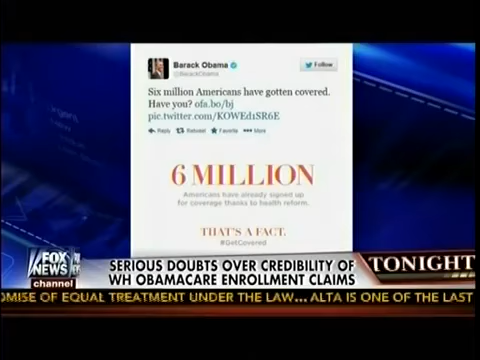 Barack Obama
@BarackObama
Follow
Six million Americans have gotten covered.
Have you? ofa.bo/bj
pic.twitter.com/KOWEd1SR6E
Reply Retweet Favorite More
6 MILLION
Americans have already signed up
for coverage thanks to health reform.
THAT'S A FACT.
#GetCovered
FOX
NEWS
channel
SERIOUS DOUBTS OVER CREDIBILITY OF
WH OBAMACARE ENROLLMENT CLAIMS
TONIGHT
OMISE OF EQUAL TREATMENT UNDER THE LAW... ALTA IS ONE OF THE LAST